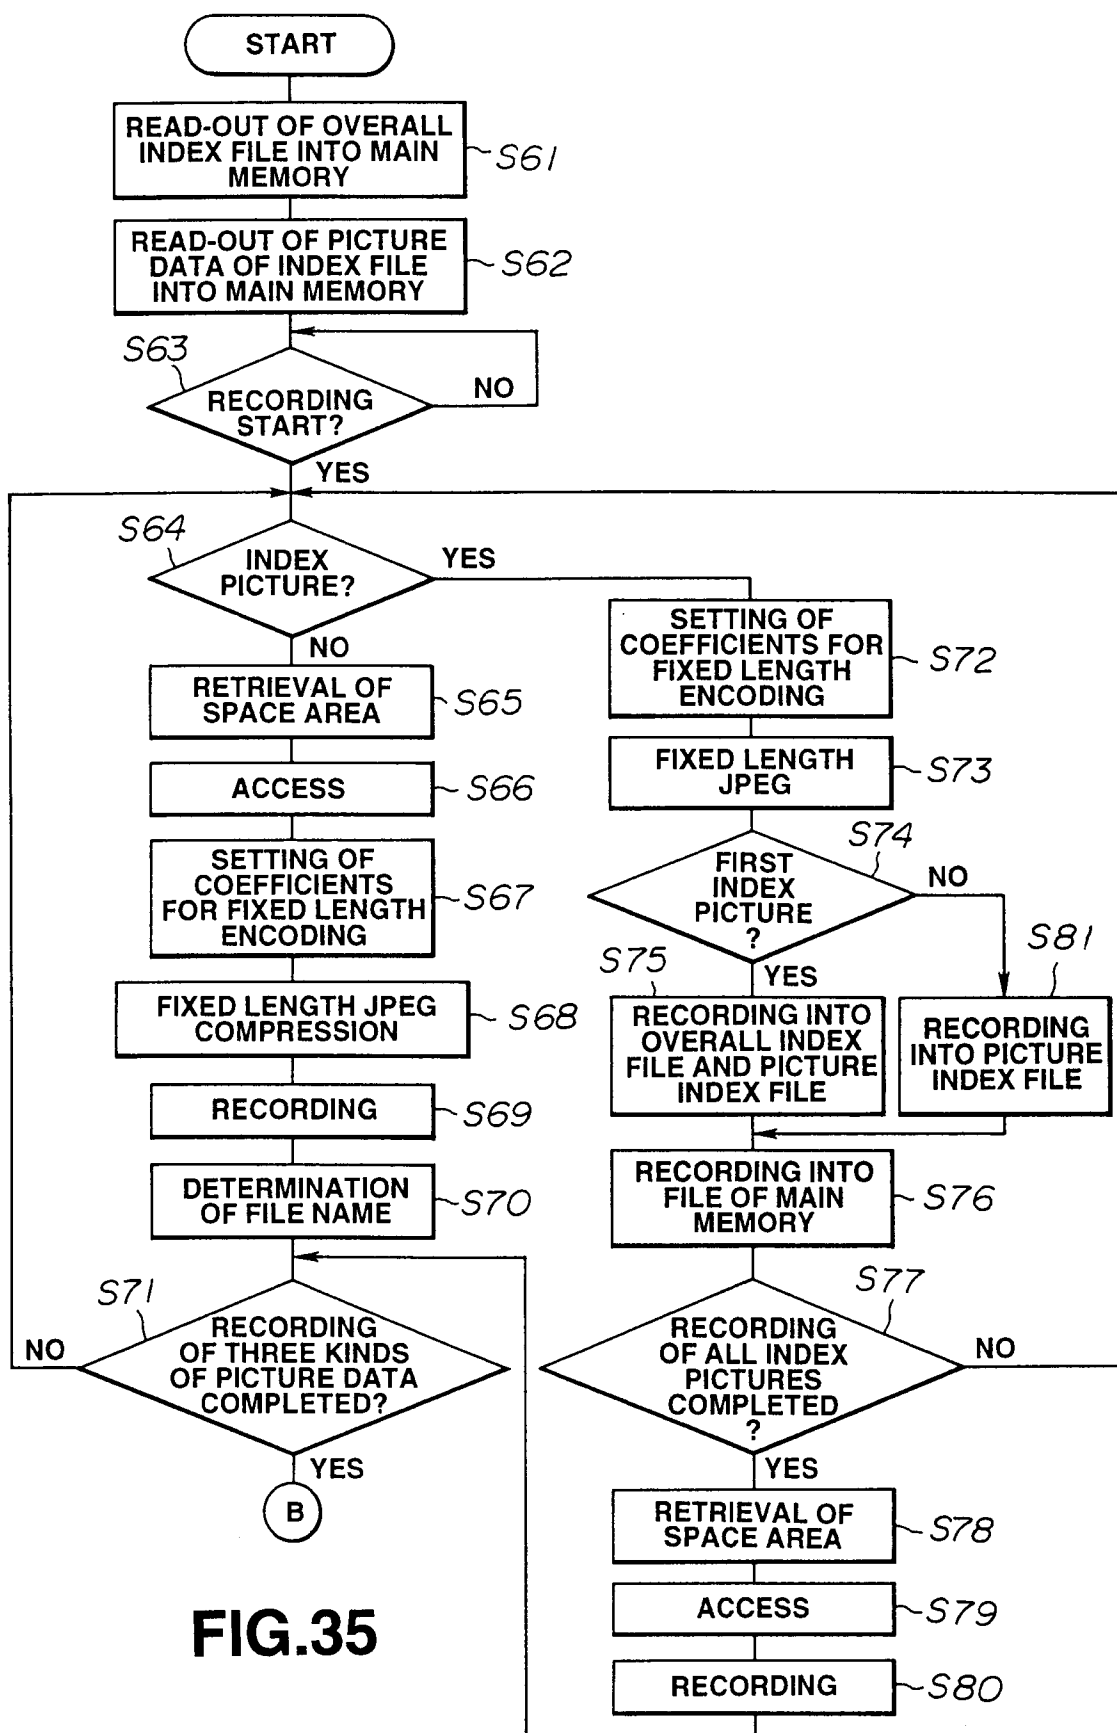 START
READ-OUT OF OVERALL
INDEX FILE INTO MAIN
MEMORY
S61
READ-OUT OF PICTURE
DATA OF INDEX FILE
INTO MAIN MEMORY
S62
S63
RECORDING
START?
NO
YES
S64
INDEX
PICTURE?
YES
NO
RETRIEVAL OF
SPACE AREA
S65
ACCESS
S66
SETTING OF
COEFFICIENTS
FOR FIXED LENGTH
ENCODING
S67
FIXED LENGTH JPEG
COMPRESSION
S68
RECORDING
S69
DETERMINATION
OF FILE NAME
S70
S71
RECORDING
OF THREE KINDS
OF PICTURE DATA
COMPLETED?
NO
YES
B
SETTING OF
COEFFICIENTS FOR
FIXED LENGTH
ENCODING
S72
FIXED LENGTH
JPEG
S73
S74
FIRST
INDEX
PICTURE
?
NO
YES
S75
RECORDING INTO
OVERALL INDEX
FILE AND PICTURE
INDEX FILE
S81
RECORDING
INTO PICTURE
INDEX FILE
RECORDING INTO
FILE OF MAIN
MEMORY
S76
S77
RECORDING
OF ALL INDEX
PICTURES
COMPLETED
?
NO
YES
RETRIEVAL OF
SPACE AREA
S78
ACCESS
S79
RECORDING
S80
FIG.35